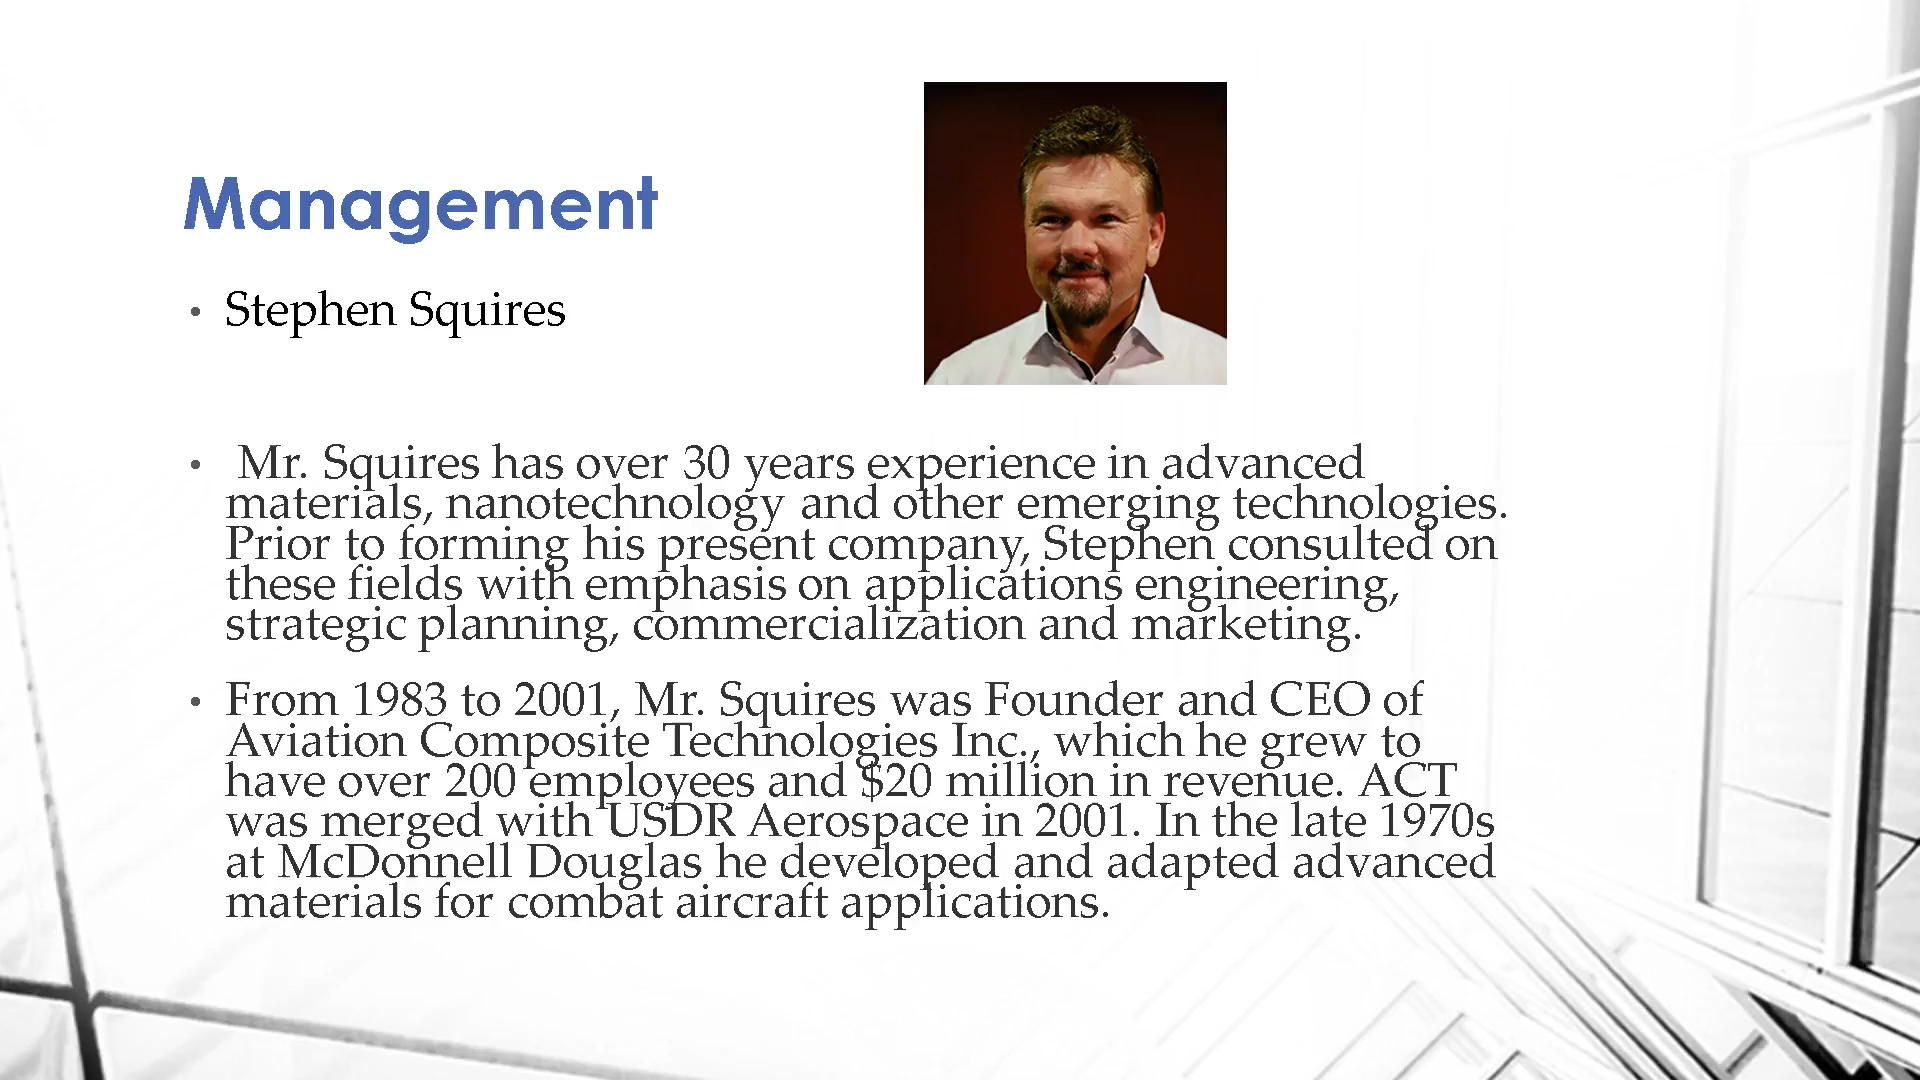 Management
• Stephen Squires
• Mr. Squires has over 30 years experience in advanced
materials, nanotechnology and other emerging technologies.
Prior to forming his present company, Stephen consulted on
these fields with emphasis on applications engineering,
strategic planning, commercialization and marketing.
• From 1983 to 2001, Mr. Squires was Founder and CEO of
Aviation Composite Technologies Inc., which he grew to
have over 200 employees and $20 million in revenue. ACT
was merged with USDR Aerospace in 2001. In the late 1970s
at McDonnell Douglas he developed and adapted advanced
materials for combat aircraft applications.